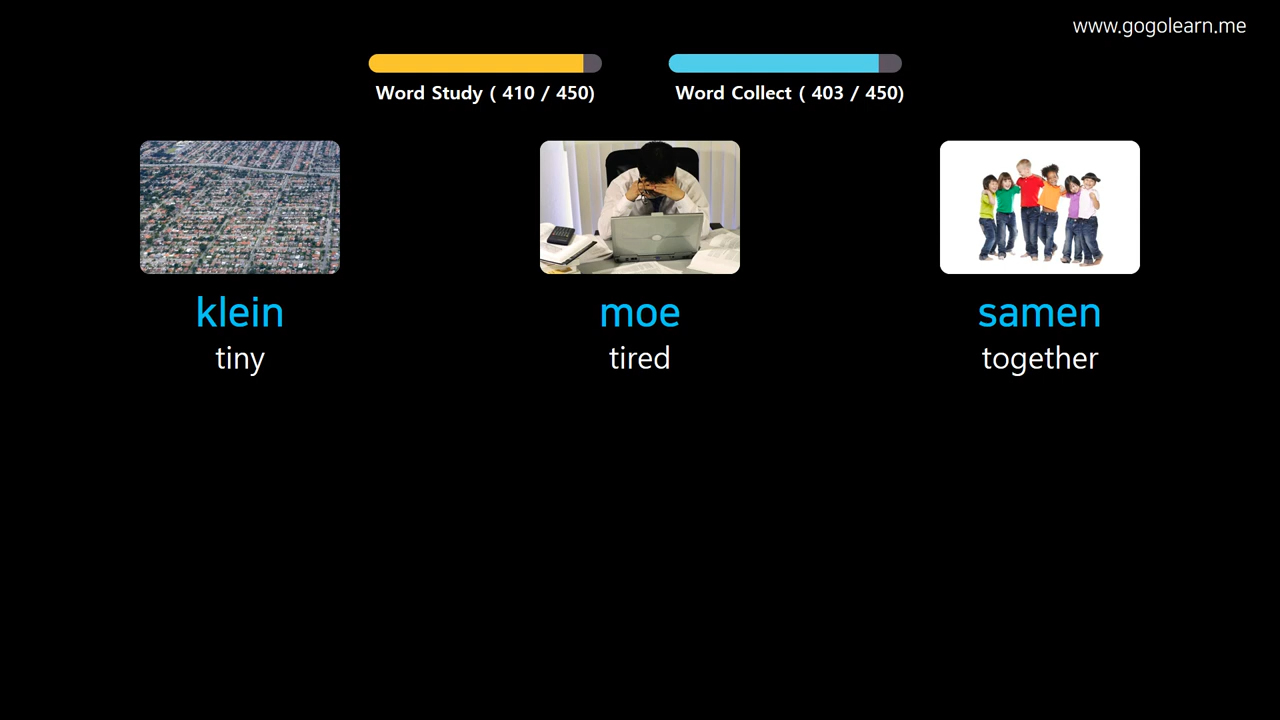 www.gogolearn.me
Word Study ( 410 / 450)
Word Collect ( 403 / 450)
klein
tiny
moe
tired
samen
together